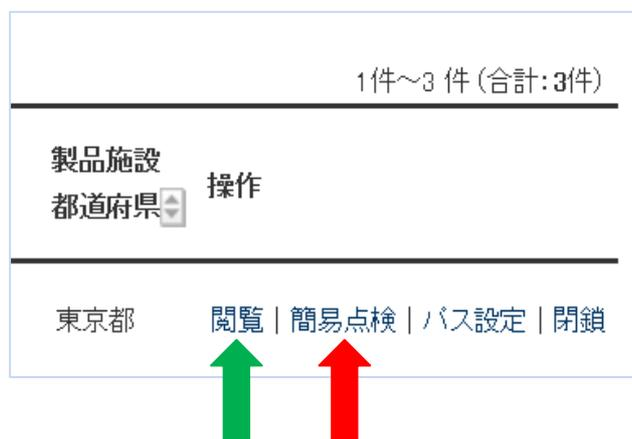 1件～3 件 (合計: 3件)
製品施設
都道府県
操作
東京都 閲覧 | 簡易点検 | パス設定 | 閉鎖